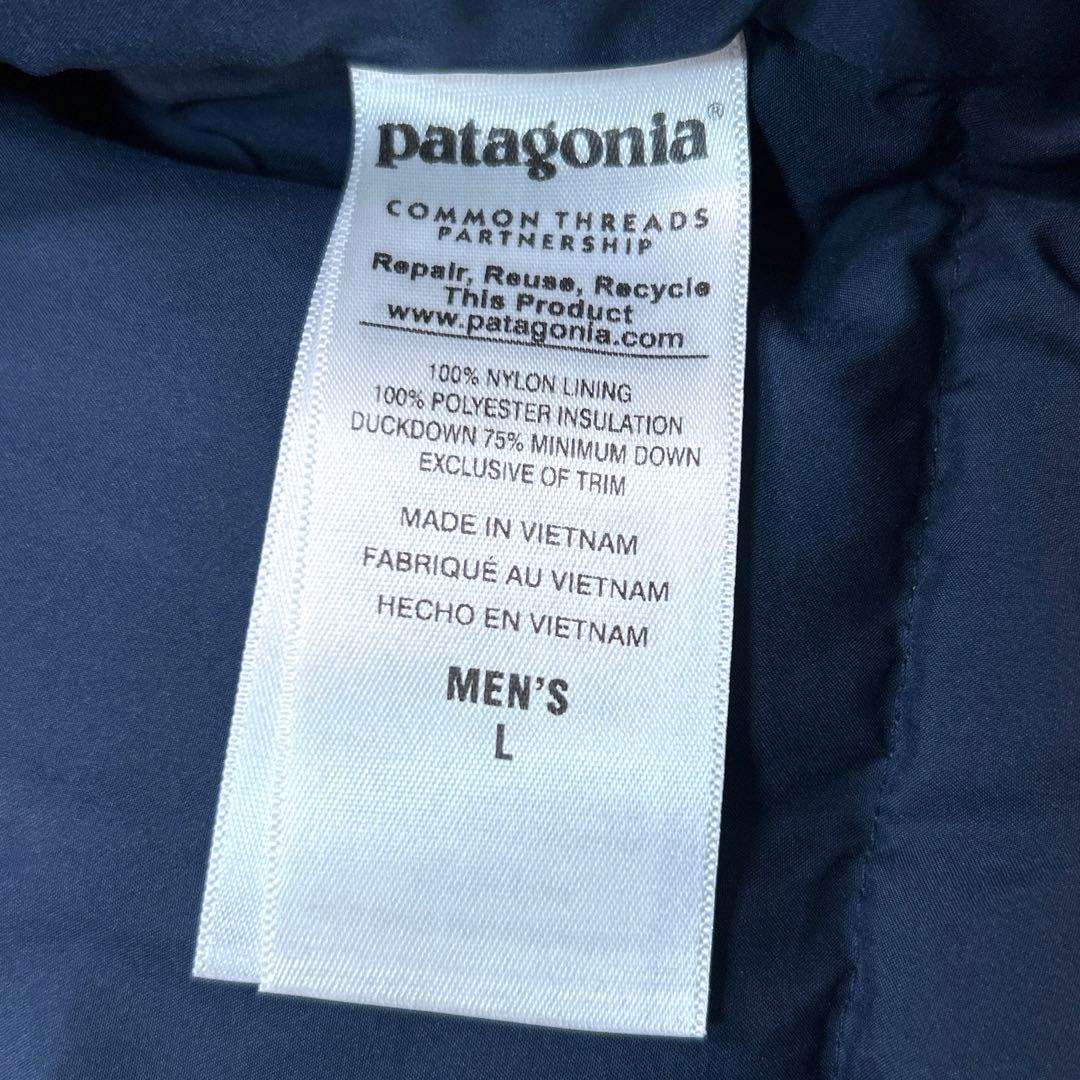 patagonia®
COMMON THREADS
PARTNERSHIP
Repair, Reuse, Recycle
This Product
www.patagonia.com
100% NYLON LINING
100% POLYESTER INSULATION
DUCKDOWN 75% MINIMUM DOWN
EXCLUSIVE OF TRIM
MADE IN VIETNAM
FABRIQUÉ AU VIETNAM
HECHO EN VIETNAM
MEN'S
L